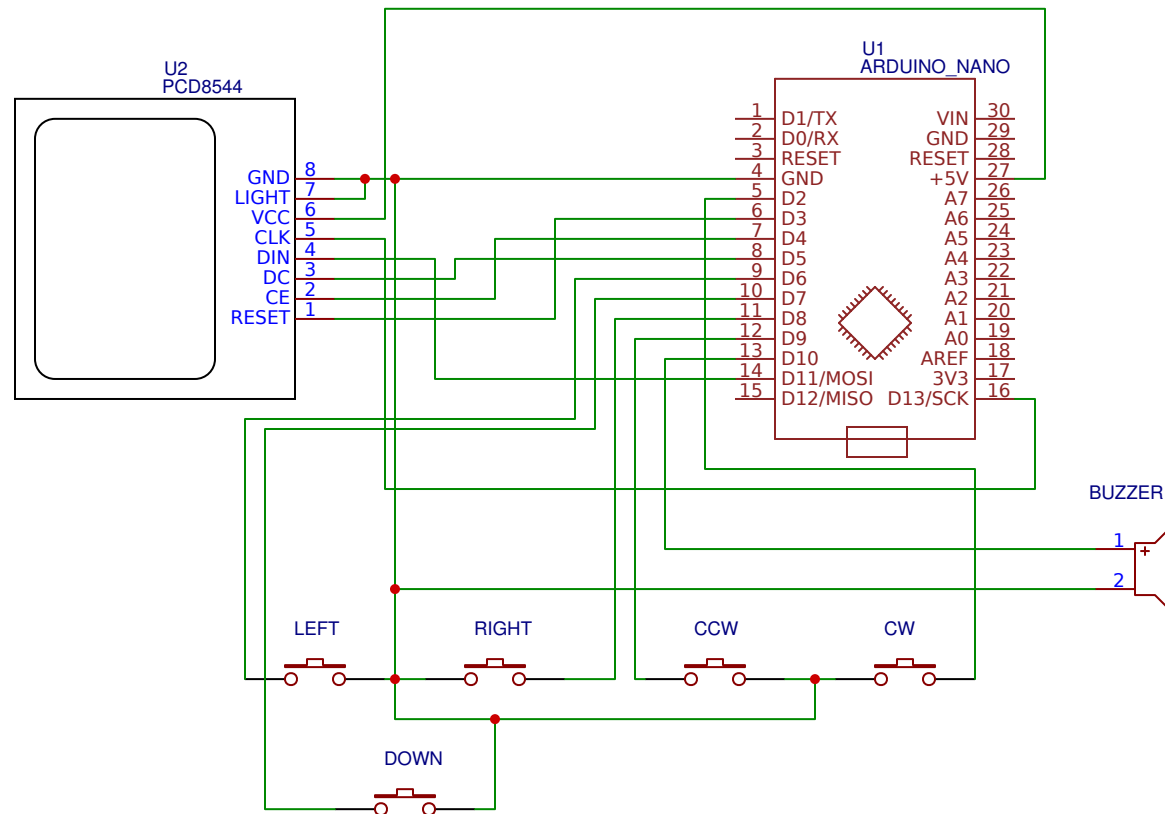 U2
PCD8544
GND 8
LIGHT 7
VCC 6
CLK 5
DIN 4
DC 3
CE 2
RESET 1
U1
ARDUINO_NANO
1 D1/TX VIN 30
2 D0/RX GND 29
3 RESET RESET 28
4 GND +5V 27
5 D2 A7 26
6 D3 A6 25
7 D4 A5 24
8 D5 A4 23
9 D6 A3 22
10 D7 A2 21
11 D8 A1 20
12 D9 A0 19
13 D10 AREF 18
14 D11/MOSI 3V3 17
15 D12/MISO D13/SCK 16
BUZZER
1 +
2
LEFT RIGHT CCW CW
DOWN